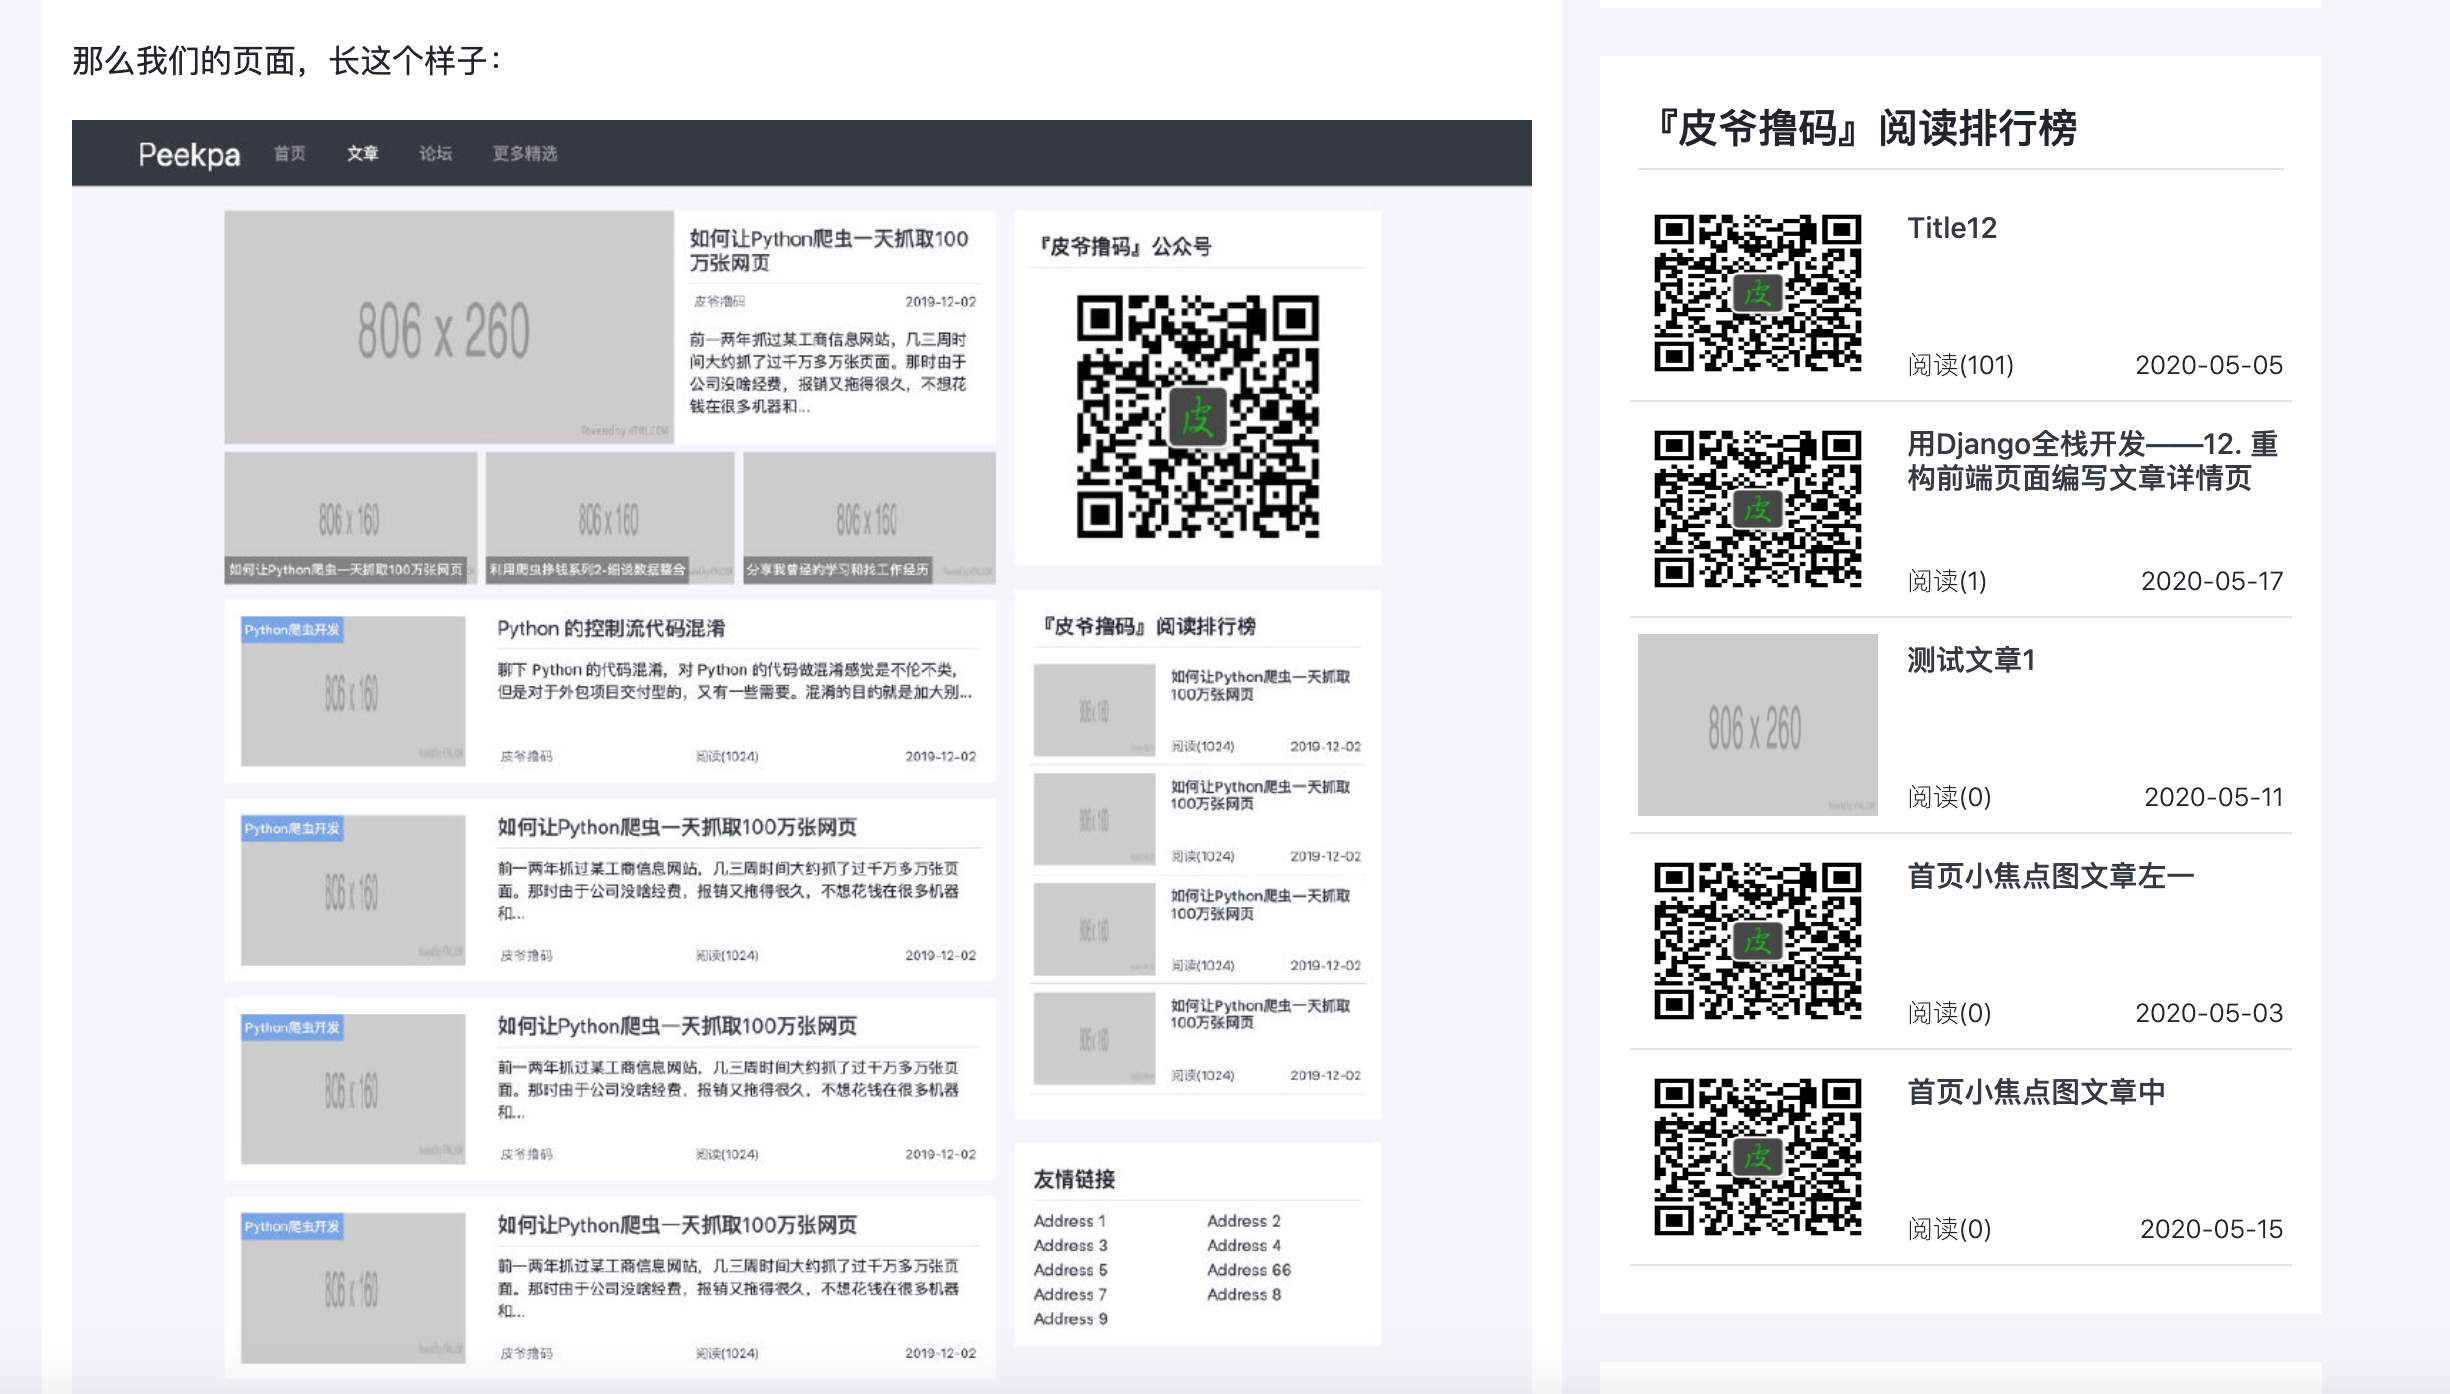 那么我们的页面，长这个样子：
Peekpa
首页
文章
论坛
更多精选
806 x 260
Powered by HTML.COM
如何让Python爬虫一天抓取100
万张网页
皮爷撸码
2019-12-02
前一两年抓过某工商信息网站，几三周时
间大约抓了过千万多万张页面。那时由于
公司没啥经费，报销又拖得很久，不想花
钱在很多机器和...
806 x 160
如何让Python爬虫一天抓取100万张网页
806 x 160
利用爬虫挣钱系列2-细说数据整合
806 x 160
分享我曾经的学习和找工作经历
Python爬虫开发
806 x 160
Python 的控制流代码混淆
聊下 Python 的代码混淆，对 Python 的代码做混淆感觉是不伦不类，
但是对于外包项目交付型的，又有一些需要。混淆的目的就是加大别...
皮爷撸码
阅读(1024)
2019-12-02
Python爬虫开发
806 x 160
如何让Python爬虫一天抓取100万张网页
前一两年抓过某工商信息网站，几三周时间大约抓了过千万多万张页
面。那时由于公司没啥经费，报销又拖得很久，不想花钱在很多机器
和...
皮爷撸码
阅读(1024)
2019-12-02
Python爬虫开发
806 x 160
如何让Python爬虫一天抓取100万张网页
前一两年抓过某工商信息网站，几三周时间大约抓了过千万多万张页
面。那时由于公司没啥经费，报销又拖得很久，不想花钱在很多机器
和...
皮爷撸码
阅读(1024)
2019-12-02
Python爬虫开发
806 x 160
如何让Python爬虫一天抓取100万张网页
前一两年抓过某工商信息网站，几三周时间大约抓了过千万多万张页
面。那时由于公司没啥经费，报销又拖得很久，不想花钱在很多机器
和...
皮爷撸码
阅读(1024)
2019-12-02
『皮爷撸码』公众号
皮
『皮爷撸码』阅读排行榜
806 x 160
如何让Python爬虫一天抓取
100万张网页
阅读(1024)
2019-12-02
806 x 160
如何让Python爬虫一天抓取
100万张网页
阅读(1024)
2019-12-02
806 x 160
如何让Python爬虫一天抓取
100万张网页
阅读(1024)
2019-12-02
806 x 160
如何让Python爬虫一天抓取
100万张网页
阅读(1024)
2019-12-02
友情链接
Address 1
Address 2
Address 3
Address 4
Address 5
Address 66
Address 7
Address 8
Address 9
『皮爷撸码』阅读排行榜
皮
Title12
阅读(101)
2020-05-05
皮
用Django全栈开发——12. 重
构前端页面编写文章详情页
阅读(1)
2020-05-17
806 x 260
测试文章1
阅读(0)
2020-05-11
皮
首页小焦点图文章左一
阅读(0)
2020-05-03
皮
首页小焦点图文章中
阅读(0)
2020-05-15